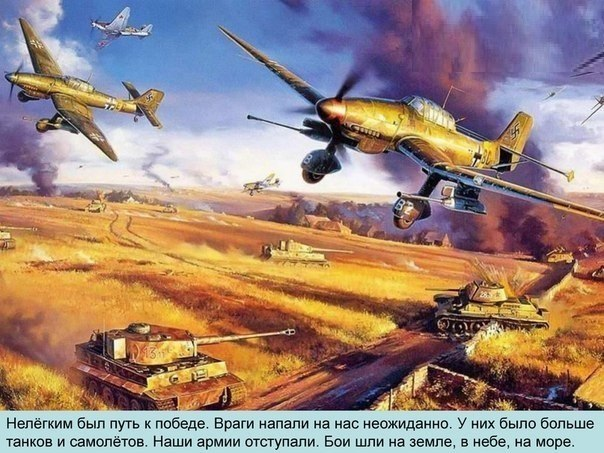 Нелёгким был путь к победе. Враги напали на нас неожиданно. У них было больше
танков и самолётов. Наши армии отступали. Бои шли на земле, в небе, на море.